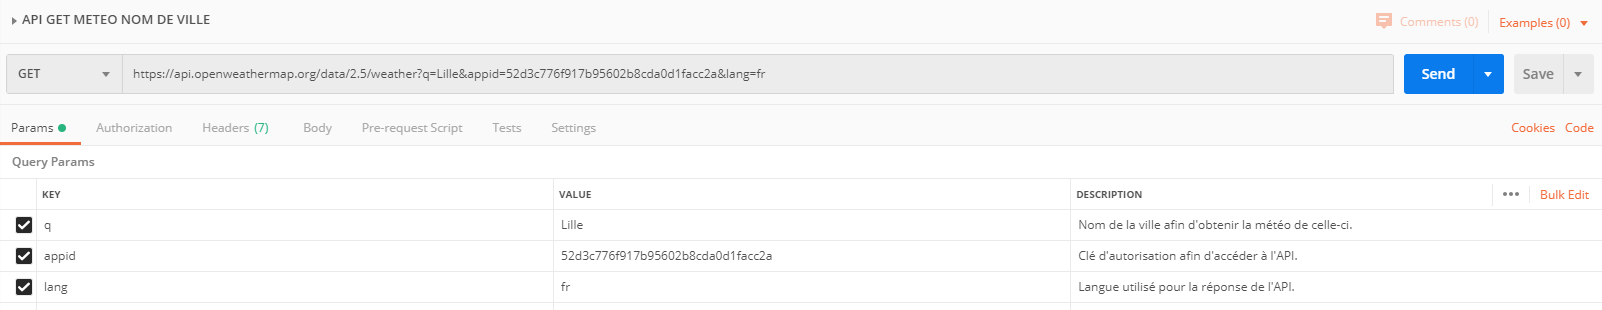 API GET METEO NOM DE VILLE
Comments (0) Examples (0)
GET https://api.openweathermap.org/data/2.5/weather?q=Lille&appid=52d3c776f917b95602b8cda0d1facc2a&lang=fr Send Save
Params Authorization Headers (7) Body Pre-request Script Tests Settings Cookies Code
Query Params
KEY VALUE DESCRIPTION ••• Bulk Edit
q Lille Nom de la ville afin d'obtenir la météo de celle-ci.
appid 52d3c776f917b95602b8cda0d1facc2a Clé d'autorisation afin d'accéder à l'API.
lang fr Langue utilisé pour la réponse de l'API.